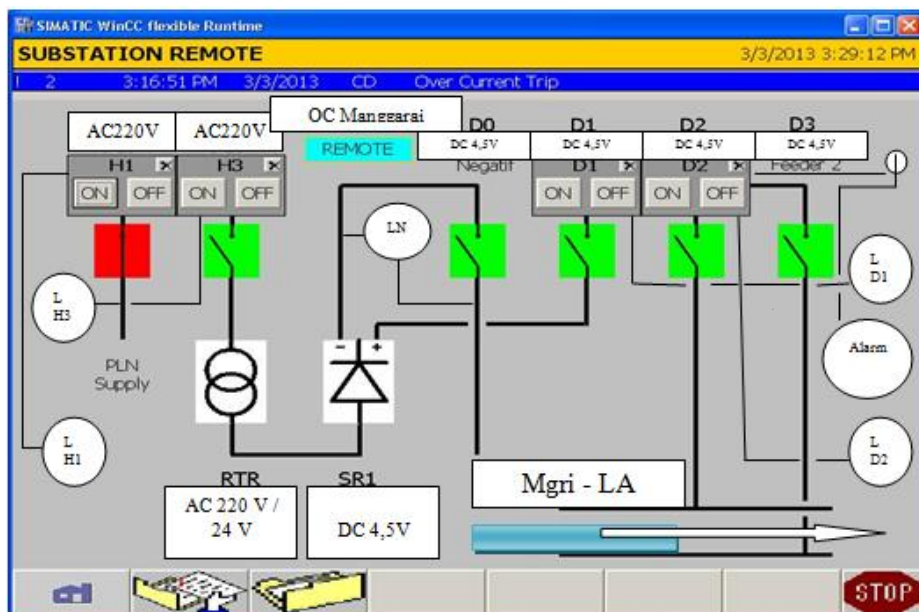 SIMATIC WinCC flexible Runtime
SUBSTATION REMOTE 3/3/2013 3:29:12 PM
! 2 3:16:51 PM 3/3/2013 CD Over Current Trip
OC Manggarai
D0 D1 D2 D3
AC220V AC220V
REMOTE
DC 4,5V DC 4,5V DC 4,5V DC 4,5V
Negatif
Feeder 2
H1 H3 D1 D2
ON OFF ON OFF ON OFF ON OFF
LN
L
D1
L
H3
- +
Alarm
PLN
Supply
L
H1
L
D2
RTR SR1
AC 220 V /
24 V
DC 4,5V
Mgri - LA
STOP